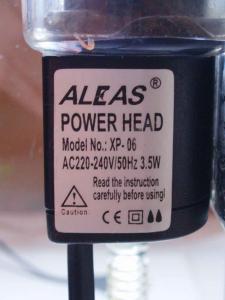 ALEAS®
POWER HEAD
Model No.: XP- 06
AC220-240V/50Hz 3.5W
Read the instruction
carefully before using!
Caution
CE